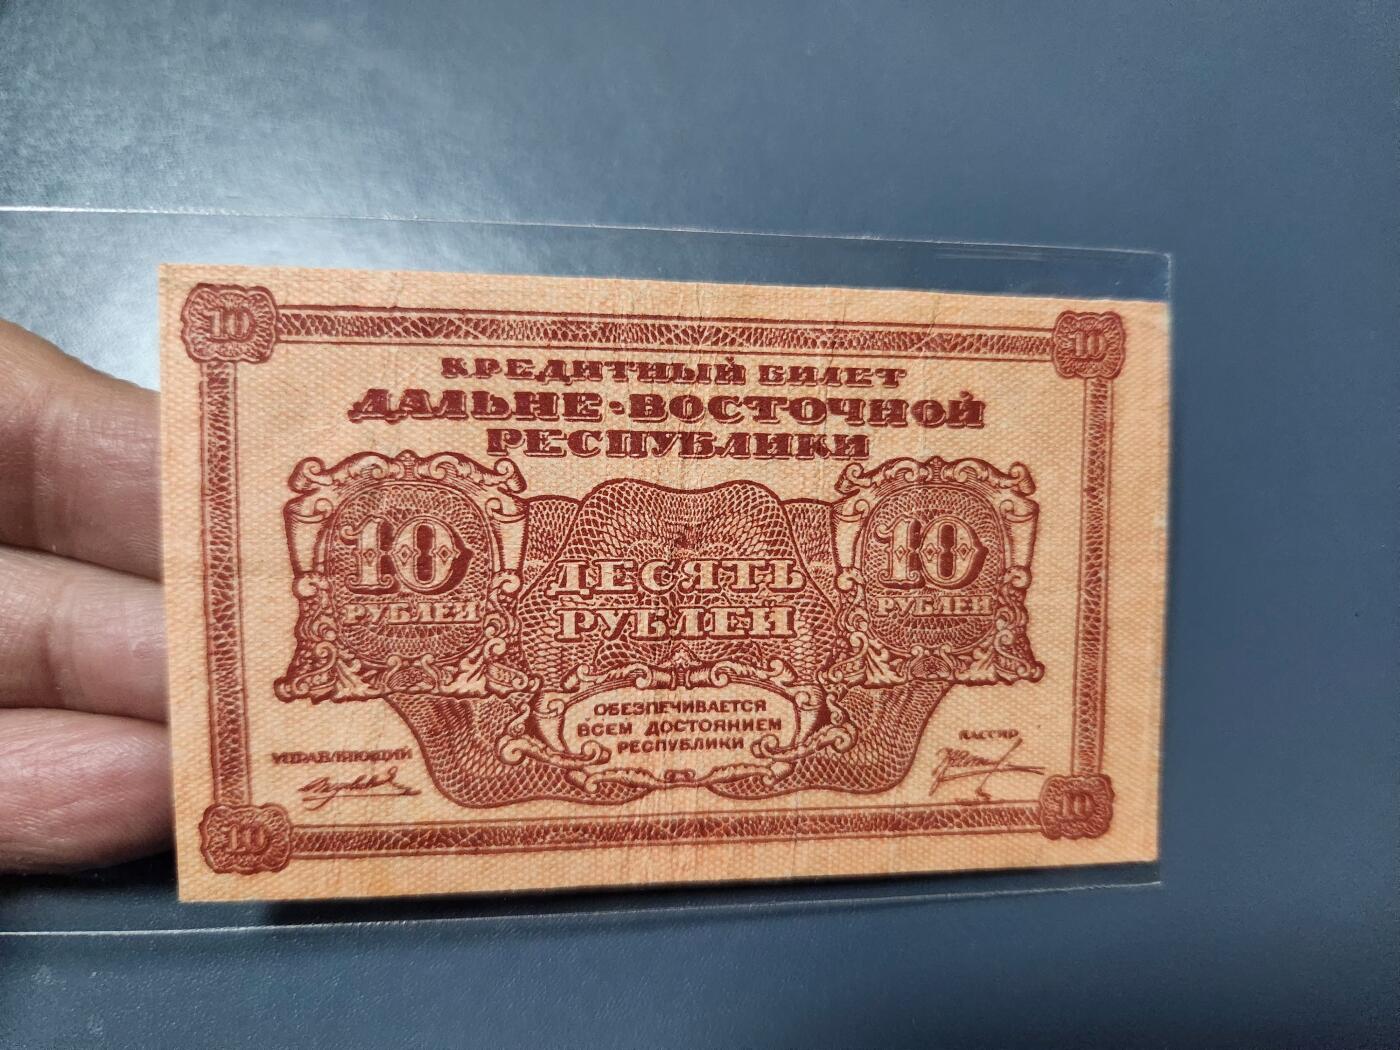 10
10
КРЕДИТНЫЙ БИЛЕТ
ДАЛЬНЕ-ВОСТОЧНОЙ
РЕСПУБЛИКИ
10
РУБЛЕЙ
ДЕСЯТЬ
РУБЛЕЙ
10
РУБЛЕЙ
ОБЕЗПЕЧИВАЕТСЯ
ВСЕМ ДОСТОЯНИЕМ
РЕСПУБЛИКИ
УПРАВЛЯЮЩИЙ
КАССИР
10
10